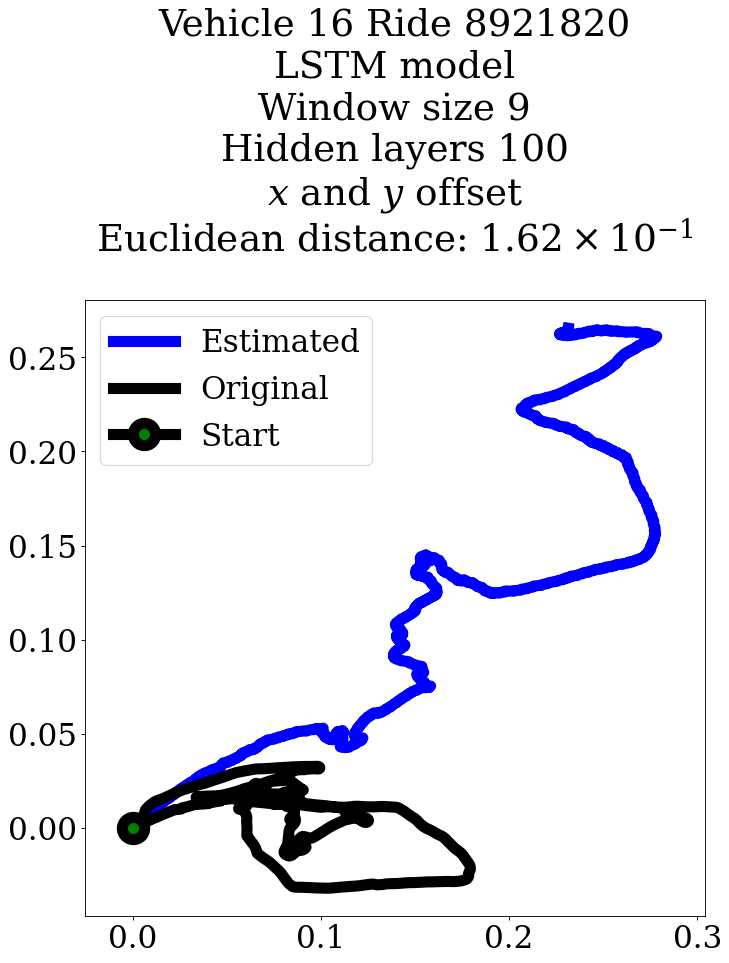 Vehicle 16 Ride 8921820
LSTM model
Window size 9
Hidden layers 100
x and y offset
Euclidean distance: 1.62 × 10⁻¹
Estimated
Original
Start
0.25
0.20
0.15
0.10
0.05
0.00
0.0 0.1 0.2 0.3